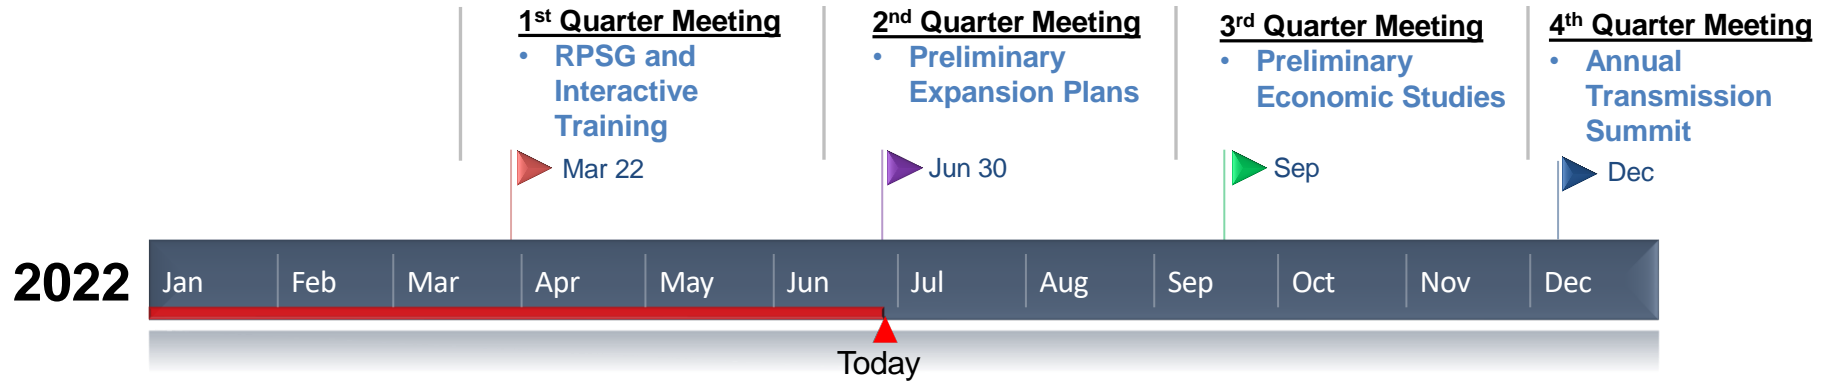 1st Quarter Meeting
• RPSG and
Interactive
Training
Mar 22
2nd Quarter Meeting
• Preliminary
Expansion Plans
Jun 30
3rd Quarter Meeting
• Preliminary
Economic Studies
Sep
4th Quarter Meeting
• Annual
Transmission
Summit
Dec
2022
Jan Feb Mar Apr May Jun Jul Aug Sep Oct Nov Dec
Today